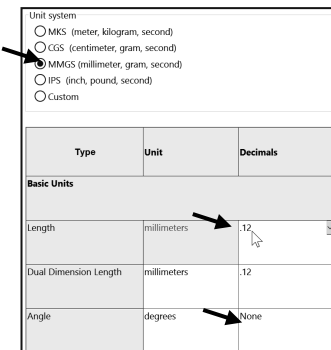 Unit system
MKS (meter, kilogram, second)
CGS (centimeter, gram, second)
MMGS (millimeter, gram, second)
IPS (inch, pound, second)
Custom
Type Unit Decimals
Basic Units
Length millimeters .12
Dual Dimension Length millimeters .12
Angle degrees None